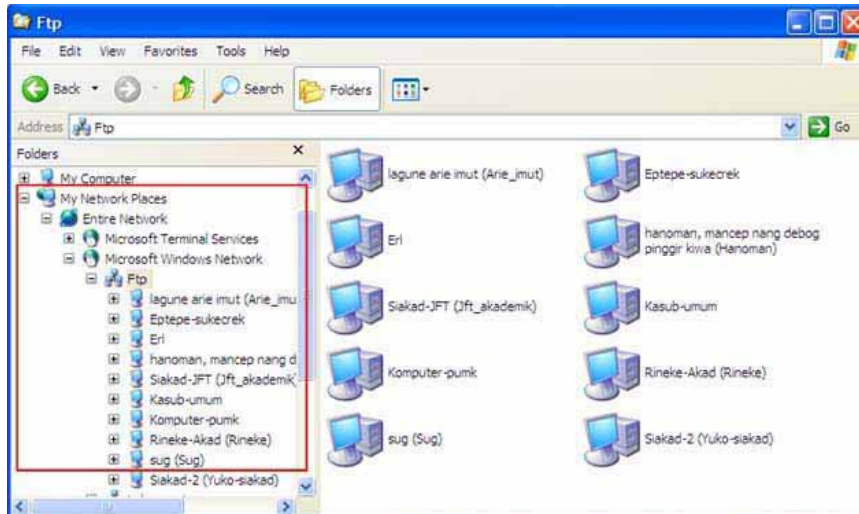 Ftp
File Edit View Favorites Tools Help
Back Search Folders
Address Ftp Go
Folders
My Computer
My Network Places
Entire Network
Microsoft Terminal Services
Microsoft Windows Network
Ftp
lagune arie imut (Arie_imu
Eptepe-sukecrek
Erl
hanoman, mancep nang d
Siakad-JFT (Jft_akademik)
Kasub-umum
Komputer-pumk
Rineke-Akad (Rineke)
sug (Sug)
Siakad-2 (Yuko-siakad)
lagune arie imut (Arie_imut)
Eptepe-sukecrek
Erl
hanoman, mancep nang debog
pinggir kiwa (Hanoman)
Siakad-JFT (Jft_akademik)
Kasub-umum
Komputer-pumk
Rineke-Akad (Rineke)
sug (Sug)
Siakad-2 (Yuko-siakad)